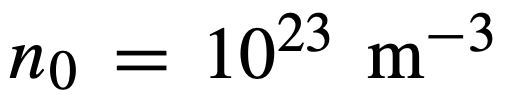 n₀ = 10²³ m⁻³